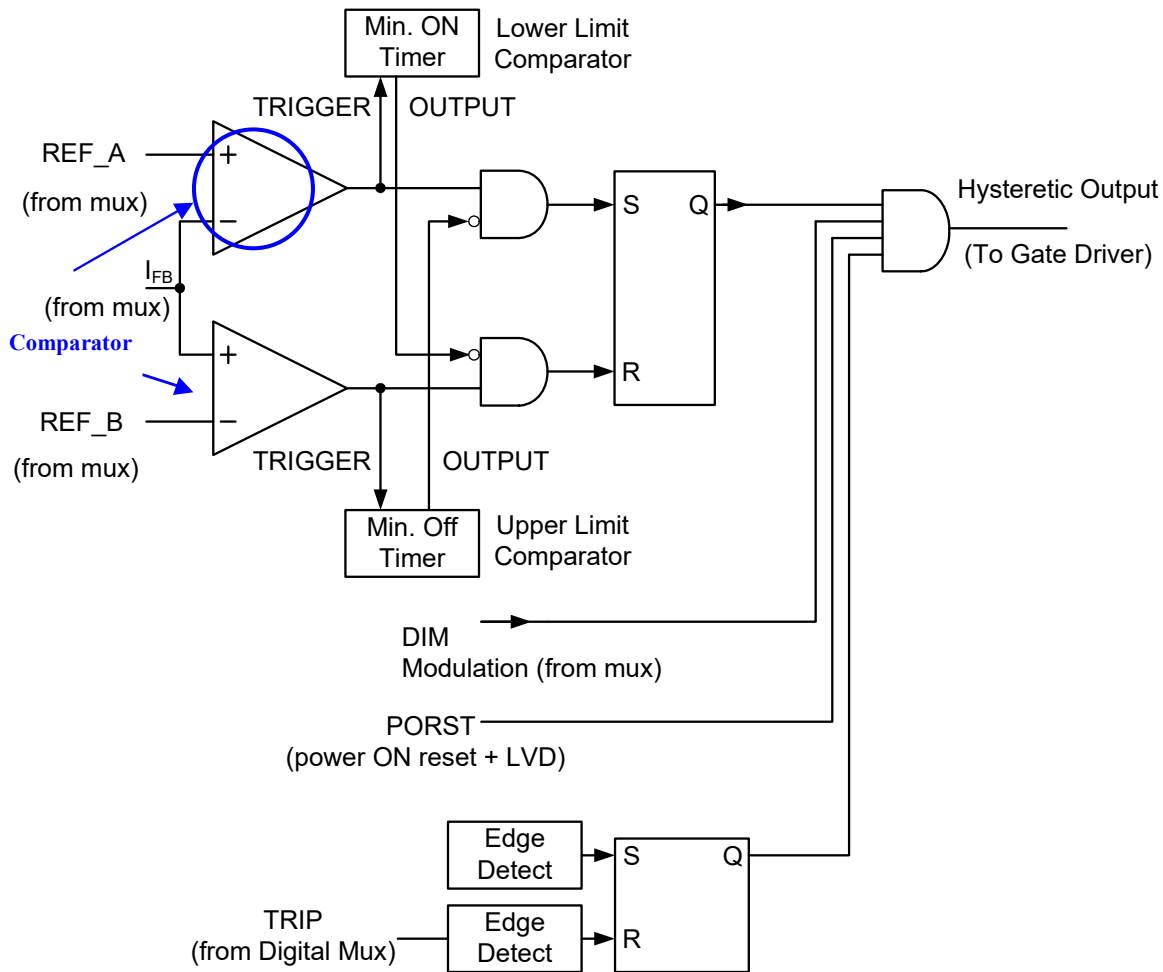 Min. ON
Timer
Lower Limit
Comparator
TRIGGER
OUTPUT
REF_A
(from mux)
+
−
I_FB
(from mux)
Comparator
+
−
REF_B
(from mux)
S
Q
R
Hysteretic Output
(To Gate Driver)
TRIGGER
OUTPUT
Min. Off
Timer
Upper Limit
Comparator
DIM
Modulation (from mux)
PORST
(power ON reset + LVD)
Edge
Detect
S
Q
TRIP
(from Digital Mux)
Edge
Detect
R